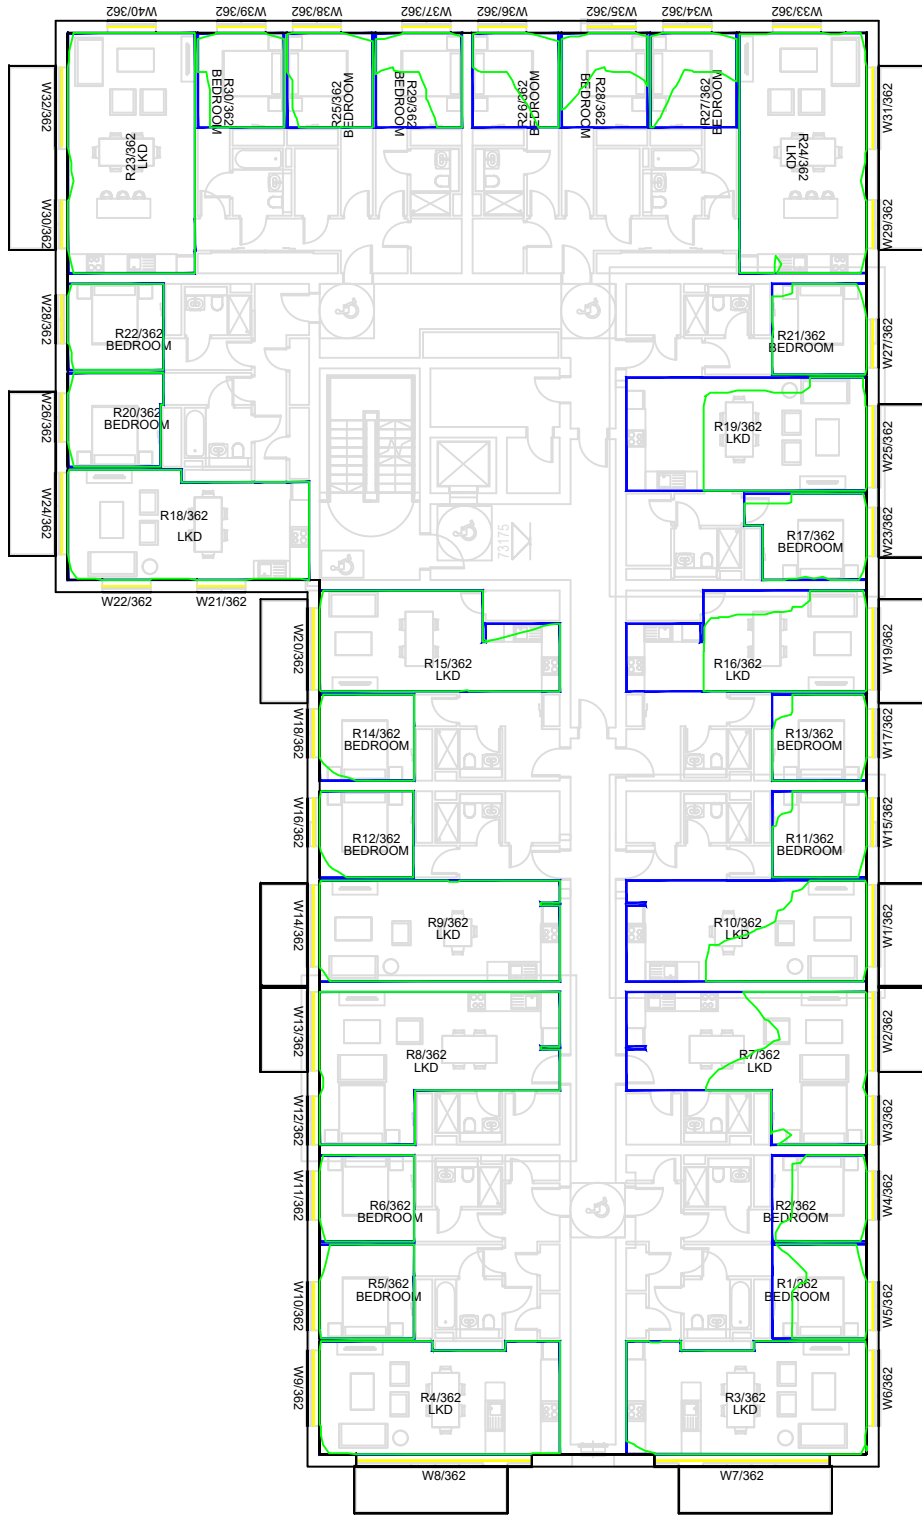 W40/362
W39/362
W38/362
W37/362
W36/362
W35/362
W34/362
W33/362
W32/362
R23/362
LKD
R30/362
BEDROOM
R25/362
BEDROOM
R29/362
BEDROOM
R26/362
BEDROOM
R28/362
BEDROOM
R27/362
BEDROOM
R24/362
LKD
W31/362
W30/362
W29/362
W28/362
R22/362
BEDROOM
R21/362
BEDROOM
W27/362
W26/362
R20/362
BEDROOM
R19/362
LKD
W25/362
W24/362
R18/362
LKD
73175
R17/362
BEDROOM
W23/362
W22/362
W21/362
W20/362
R15/362
LKD
R16/362
LKD
W19/362
W18/362
R14/362
BEDROOM
R13/362
BEDROOM
W17/362
W16/362
R12/362
BEDROOM
R11/362
BEDROOM
W15/362
W14/362
R9/362
LKD
R10/362
LKD
W1/362
W13/362
R8/362
LKD
R7/362
LKD
W2/362
W12/362
W3/362
W11/362
R6/362
BEDROOM
R2/362
BEDROOM
W4/362
W10/362
R5/362
BEDROOM
R1/362
BEDROOM
W5/362
W9/362
R4/362
LKD
R3/362
LKD
W6/362
W8/362
W7/362